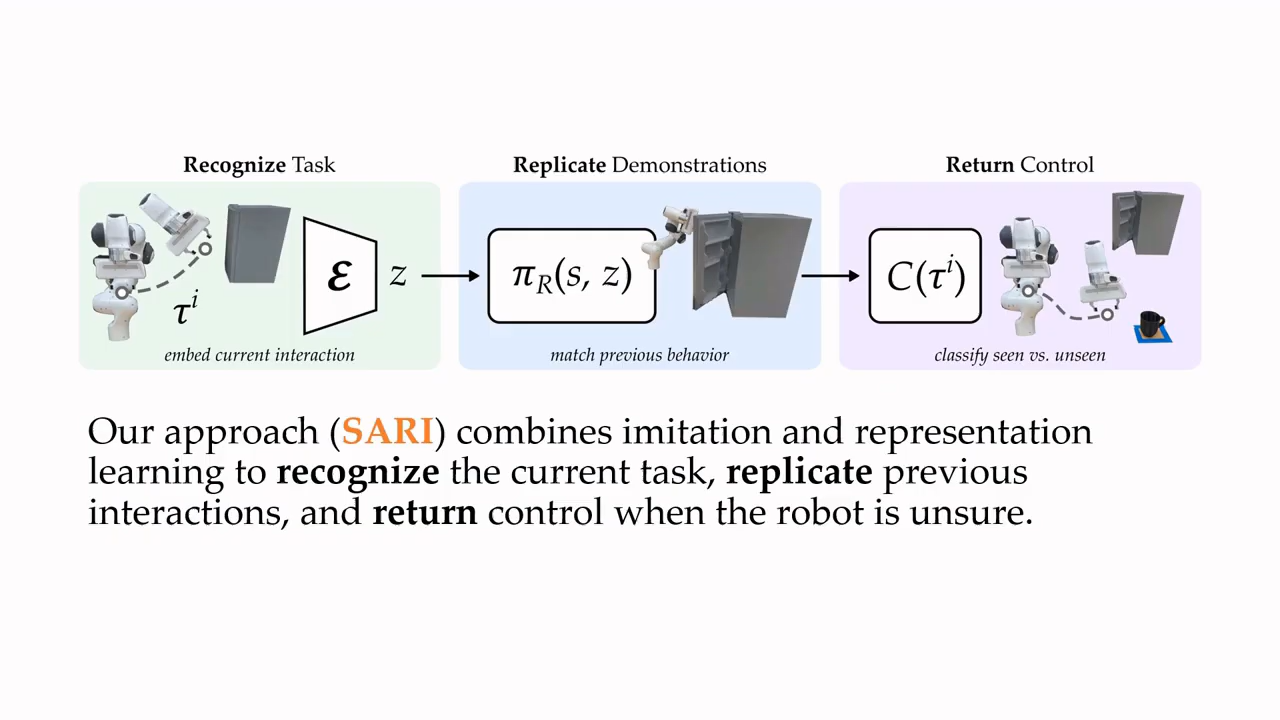 Recognize Task
τⁱ
ℰ
z
embed current interaction
Replicate Demonstrations
π_R(s, z)
match previous behavior
Return Control
C(τⁱ)
classify seen vs. unseen
Our approach (SARI) combines imitation and representation
learning to recognize the current task, replicate previous
interactions, and return control when the robot is unsure.